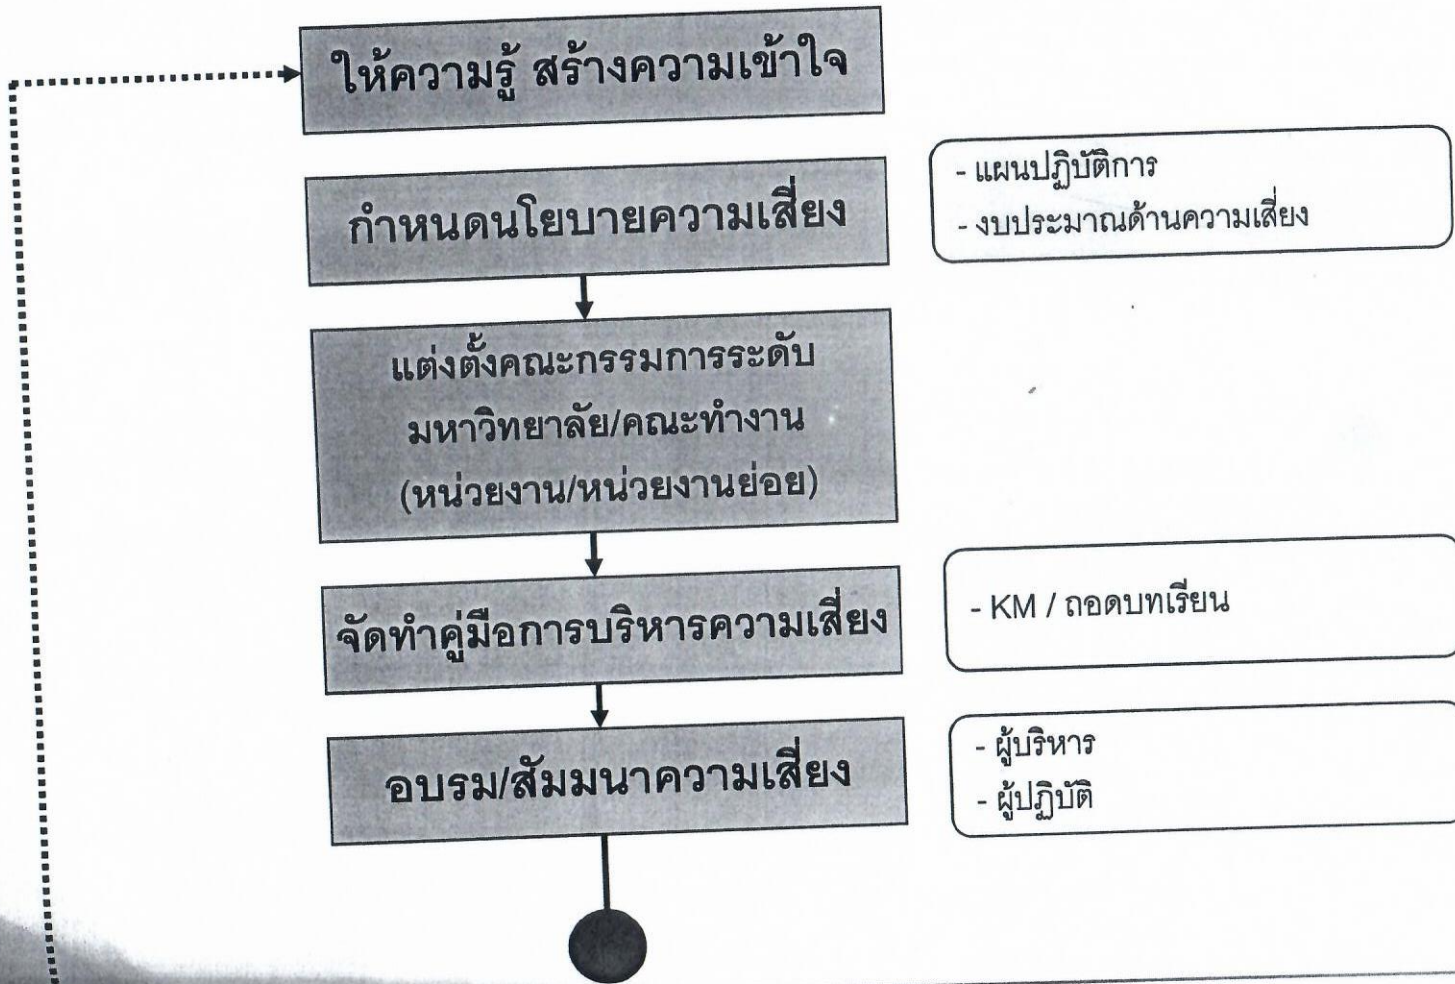 ให้ความรู้ สร้างความเข้าใจ
กำหนดนโยบายความเสี่ยง
- แผนปฏิบัติการ
- งบประมาณด้านความเสี่ยง
แต่งตั้งคณะกรรมการระดับ
มหาวิทยาลัย/คณะทำงาน
(หน่วยงาน/หน่วยงานย่อย)
จัดทำคู่มือการบริหารความเสี่ยง
- KM / ถอดบทเรียน
อบรม/สัมมนาความเสี่ยง
- ผู้บริหาร
- ผู้ปฏิบัติ